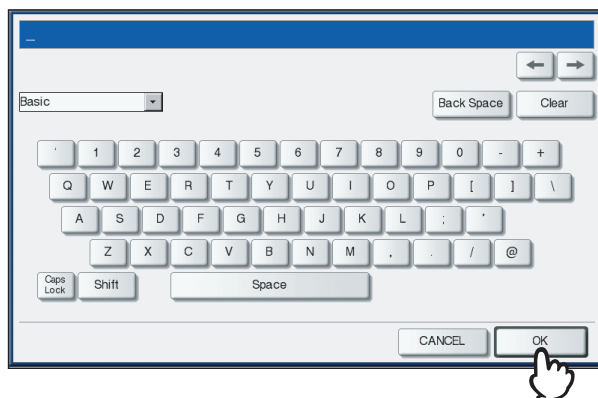 _
← →
Basic Back Space Clear
' 1 2 3 4 5 6 7 8 9 0 - +
Q W E R T Y U I O P [ ] \
A S D F G H J K L ; '
Z X C V B N M , . / @
Caps Lock Shift Space
CANCEL OK